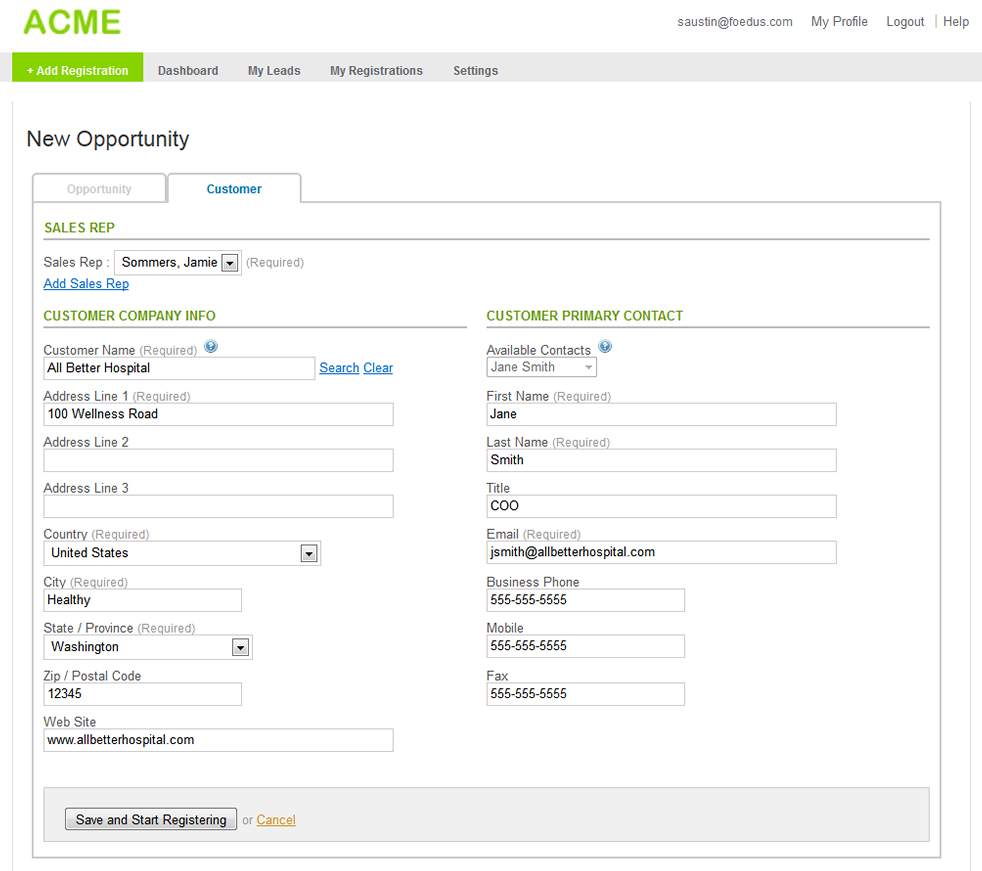 ACME
saustin@foedus.com My Profile Logout | Help
+ Add Registration Dashboard My Leads My Registrations Settings
New Opportunity
Opportunity Customer
SALES REP
Sales Rep : Sommers, Jamie (Required)
Add Sales Rep
CUSTOMER COMPANY INFO
Customer Name (Required) ?
All Better Hospital Search Clear
Address Line 1 (Required)
100 Wellness Road
Address Line 2
Address Line 3
Country (Required)
United States
City (Required)
Healthy
State / Province (Required)
Washington
Zip / Postal Code
12345
Web Site
www.allbetterhospital.com
CUSTOMER PRIMARY CONTACT
Available Contacts ?
Jane Smith
First Name (Required)
Jane
Last Name (Required)
Smith
Title
COO
Email (Required)
jsmith@allbetterhospital.com
Business Phone
555-555-5555
Mobile
555-555-5555
Fax
555-555-5555
Save and Start Registering or Cancel